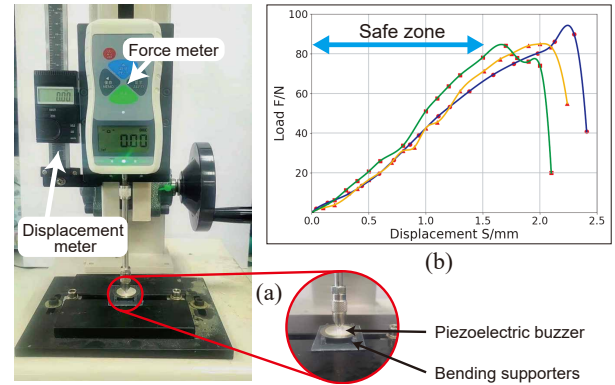 Force meter
0.00
0.00
Displacement
meter
(a)
Safe zone
Load F/N
100
80
60
40
20
0
0.0
0.5
1.0
1.5
2.0
2.5
Displacement S/mm
(b)
Piezoelectric buzzer
Bending supporters